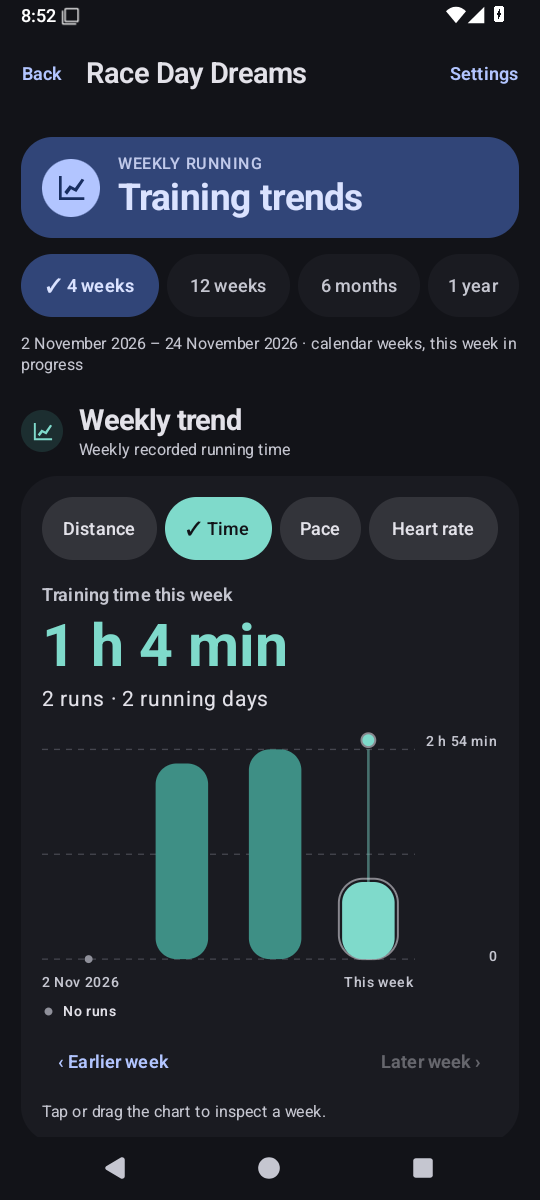 8:52
Back Race Day Dreams Settings
WEEKLY RUNNING
Training trends
✓ 4 weeks 12 weeks 6 months 1 year
2 November 2026 – 24 November 2026 · calendar weeks, this week in
progress
Weekly trend
Weekly recorded running time
Distance ✓ Time Pace Heart rate
Training time this week
1 h 4 min
2 runs · 2 running days
2 h 54 min
0
2 Nov 2026 This week
No runs
‹ Earlier week Later week ›
Tap or drag the chart to inspect a week.